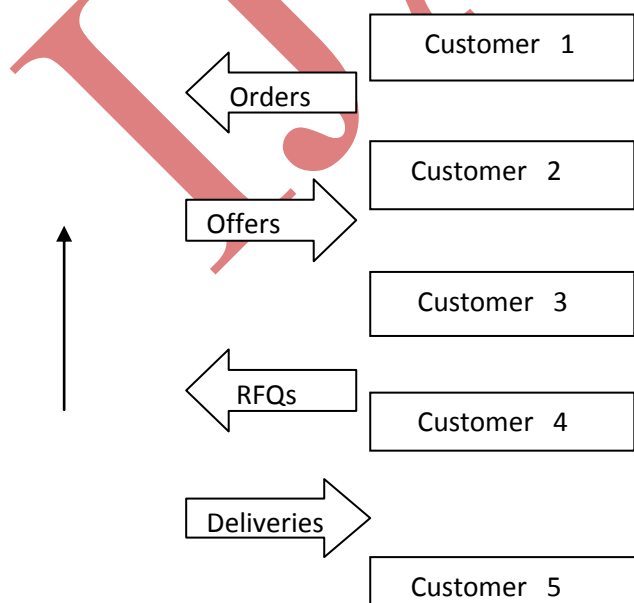 Customer 1
Orders
Customer 2
Offers
Customer 3
RFQs
Customer 4
Deliveries
Customer 5